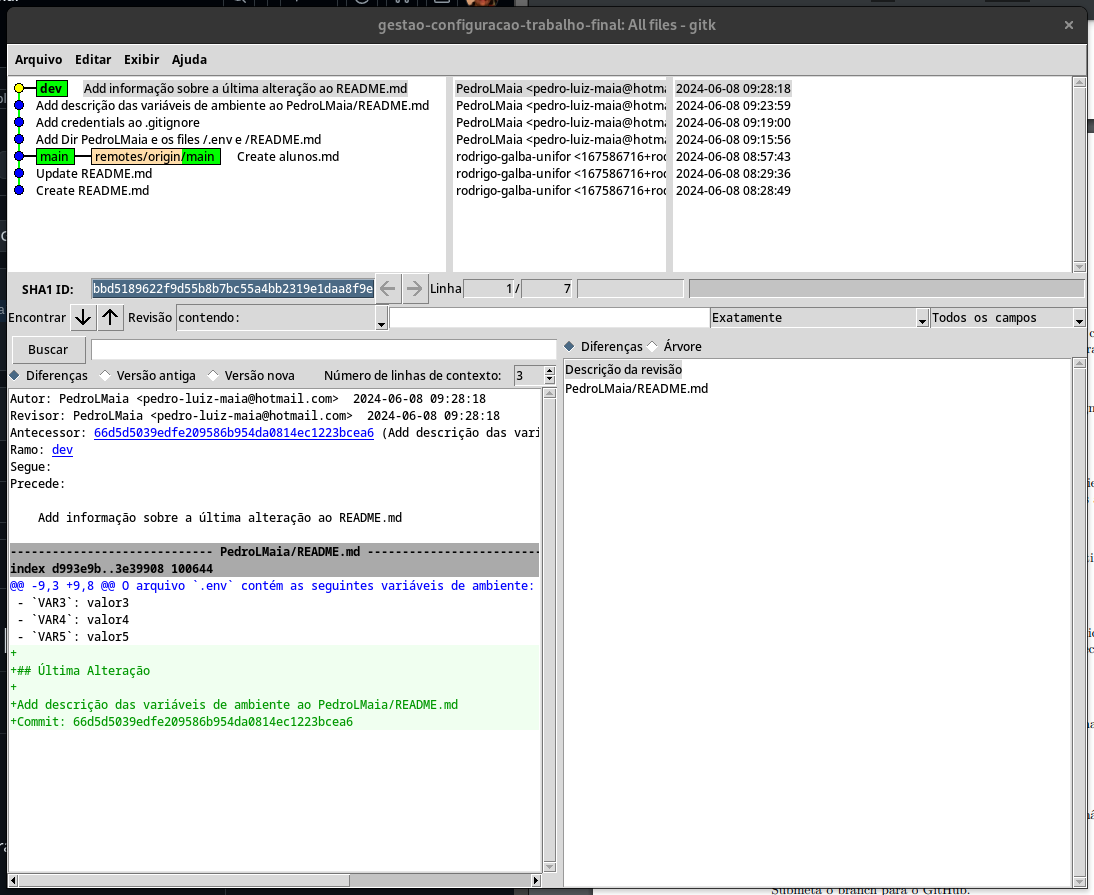 gestao-configuracao-trabalho-final: All files - gitk
×
Arquivo Editar Exibir Ajuda
dev Add informação sobre a última alteração ao README.md PedroLMaia <pedro-luiz-maia@hotma 2024-06-08 09:28:18
Add descrição das variáveis de ambiente ao PedroLMaia/README.md PedroLMaia <pedro-luiz-maia@hotma 2024-06-08 09:23:59
Add credentials ao .gitignore PedroLMaia <pedro-luiz-maia@hotma 2024-06-08 09:19:00
Add Dir PedroLMaia e os files /.env e /README.md PedroLMaia <pedro-luiz-maia@hotma 2024-06-08 09:15:56
main remotes/origin/main Create alunos.md rodrigo-galba-unifor <167586716+rod 2024-06-08 08:57:43
Update README.md rodrigo-galba-unifor <167586716+rod 2024-06-08 08:29:36
Create README.md rodrigo-galba-unifor <167586716+rod 2024-06-08 08:28:49
SHA1 ID: bbd5189622f9d55b8b7bc55a4bb2319e1daa8f9e Linha 1 / 7
Encontrar Revisão contendo: Exatamente Todos os campos
Buscar
Diferenças Versão antiga Versão nova Número de linhas de contexto: 3
Autor: PedroLMaia <pedro-luiz-maia@hotmail.com> 2024-06-08 09:28:18
Revisor: PedroLMaia <pedro-luiz-maia@hotmail.com> 2024-06-08 09:28:18
Antecessor: 66d5d5039edfe209586b954da0814ec1223bcea6 (Add descrição das vari
Ramo: dev
Segue:
Precede:
Add informação sobre a última alteração ao README.md
---------------------------- PedroLMaia/README.md -------------------------
index d993e9b..3e39908 100644
@@ -9,3 +9,8 @@ O arquivo `.env` contém as seguintes variáveis de ambiente:
- `VAR3`: valor3
- `VAR4`: valor4
- `VAR5`: valor5
+
+## Última Alteração
+
+Add descrição das variáveis de ambiente ao PedroLMaia/README.md
+Commit: 66d5d5039edfe209586b954da0814ec1223bcea6
Diferenças Árvore
Descrição da revisão
PedroLMaia/README.md
Submeta o branch para o GitHub.